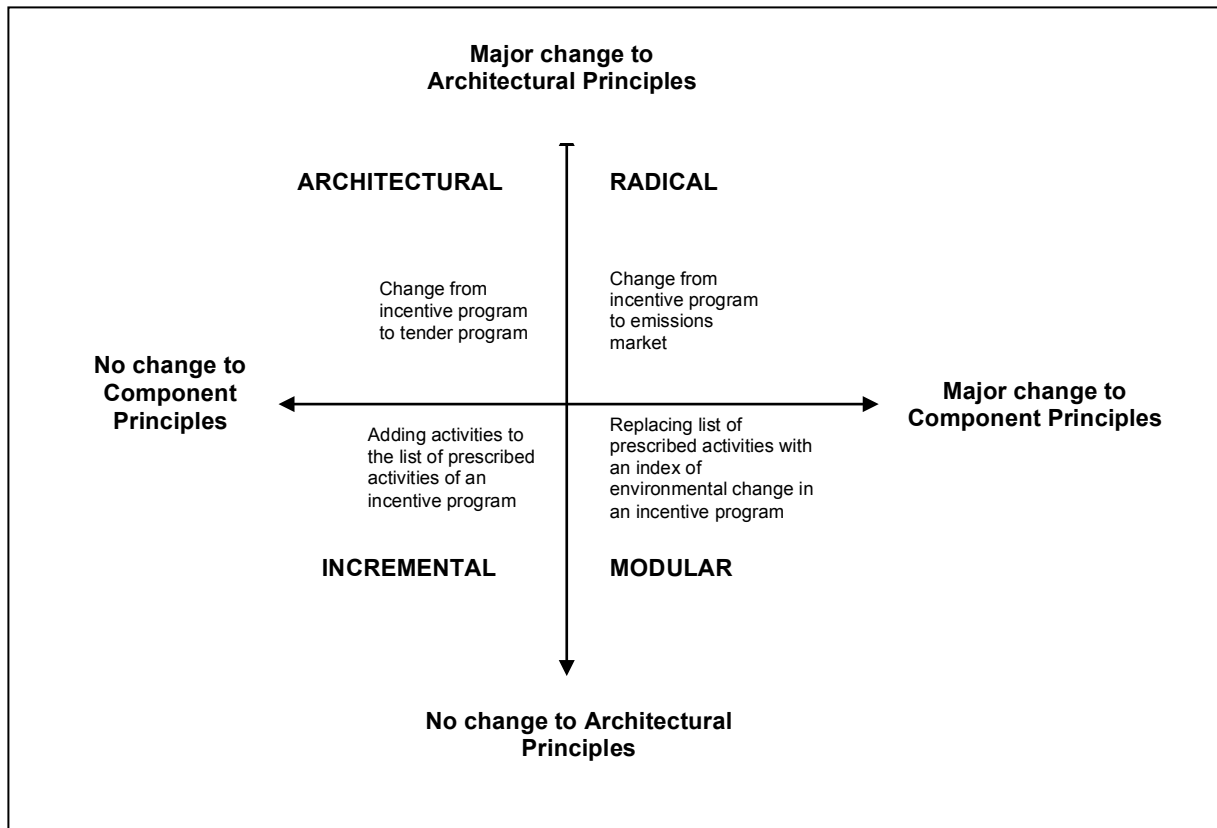 Major change to
Architectural Principles
ARCHITECTURAL
RADICAL
Change from
incentive program
to tender program
Change from
incentive program
to emissions
market
No change to
Component
Principles
Major change to
Component Principles
Adding activities to
the list of prescribed
activities of an
incentive program
Replacing list of
prescribed activities with
an index of
environmental change in
an incentive program
INCREMENTAL
MODULAR
No change to Architectural
Principles